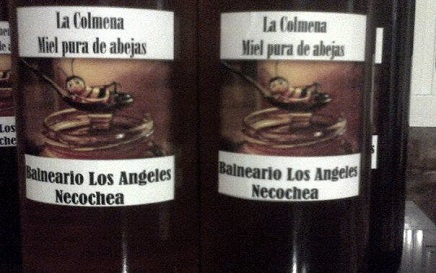 La Colmena
Miel pura de abejas
Balneario Los Angeles
Necochea
La Colmena
Miel pura de abejas
Balneario Los Angeles
Necochea